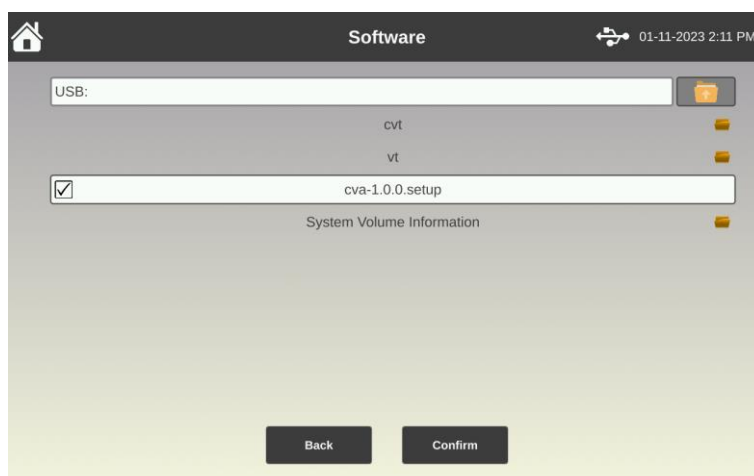 Software
01-11-2023 2:11 PM
USB:
cvt
vt
cva-1.0.0.setup
System Volume Information
Back
Confirm